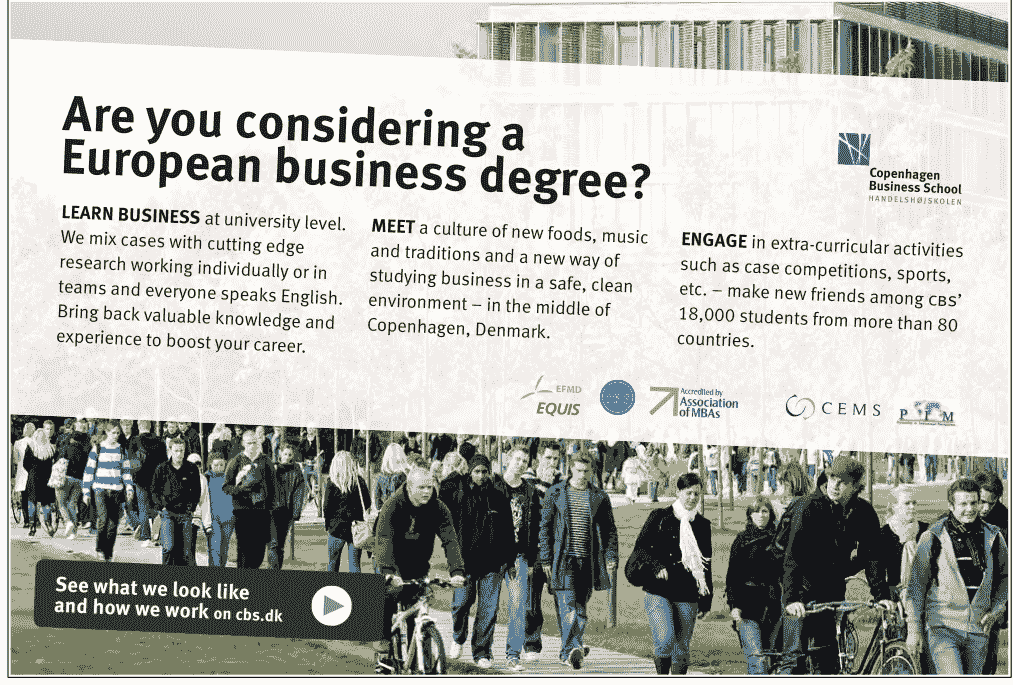 Are you considering a
European business degree?
Copenhagen
Business School
HANDELSHØJSKOLEN
LEARN BUSINESS at university level.
We mix cases with cutting edge
research working individually or in
teams and everyone speaks English.
Bring back valuable knowledge and
experience to boost your career.
MEET a culture of new foods, music
and traditions and a new way of
studying business in a safe, clean
environment – in the middle of
Copenhagen, Denmark.
ENGAGE in extra-curricular activities
such as case competitions, sports,
etc. – make new friends among CBS’
18,000 students from more than 80
countries.
EFMD
EQUIS
Accredited by
Association
of MBAs
CEMS
PIM
See what we look like
and how we work on cbs.dk